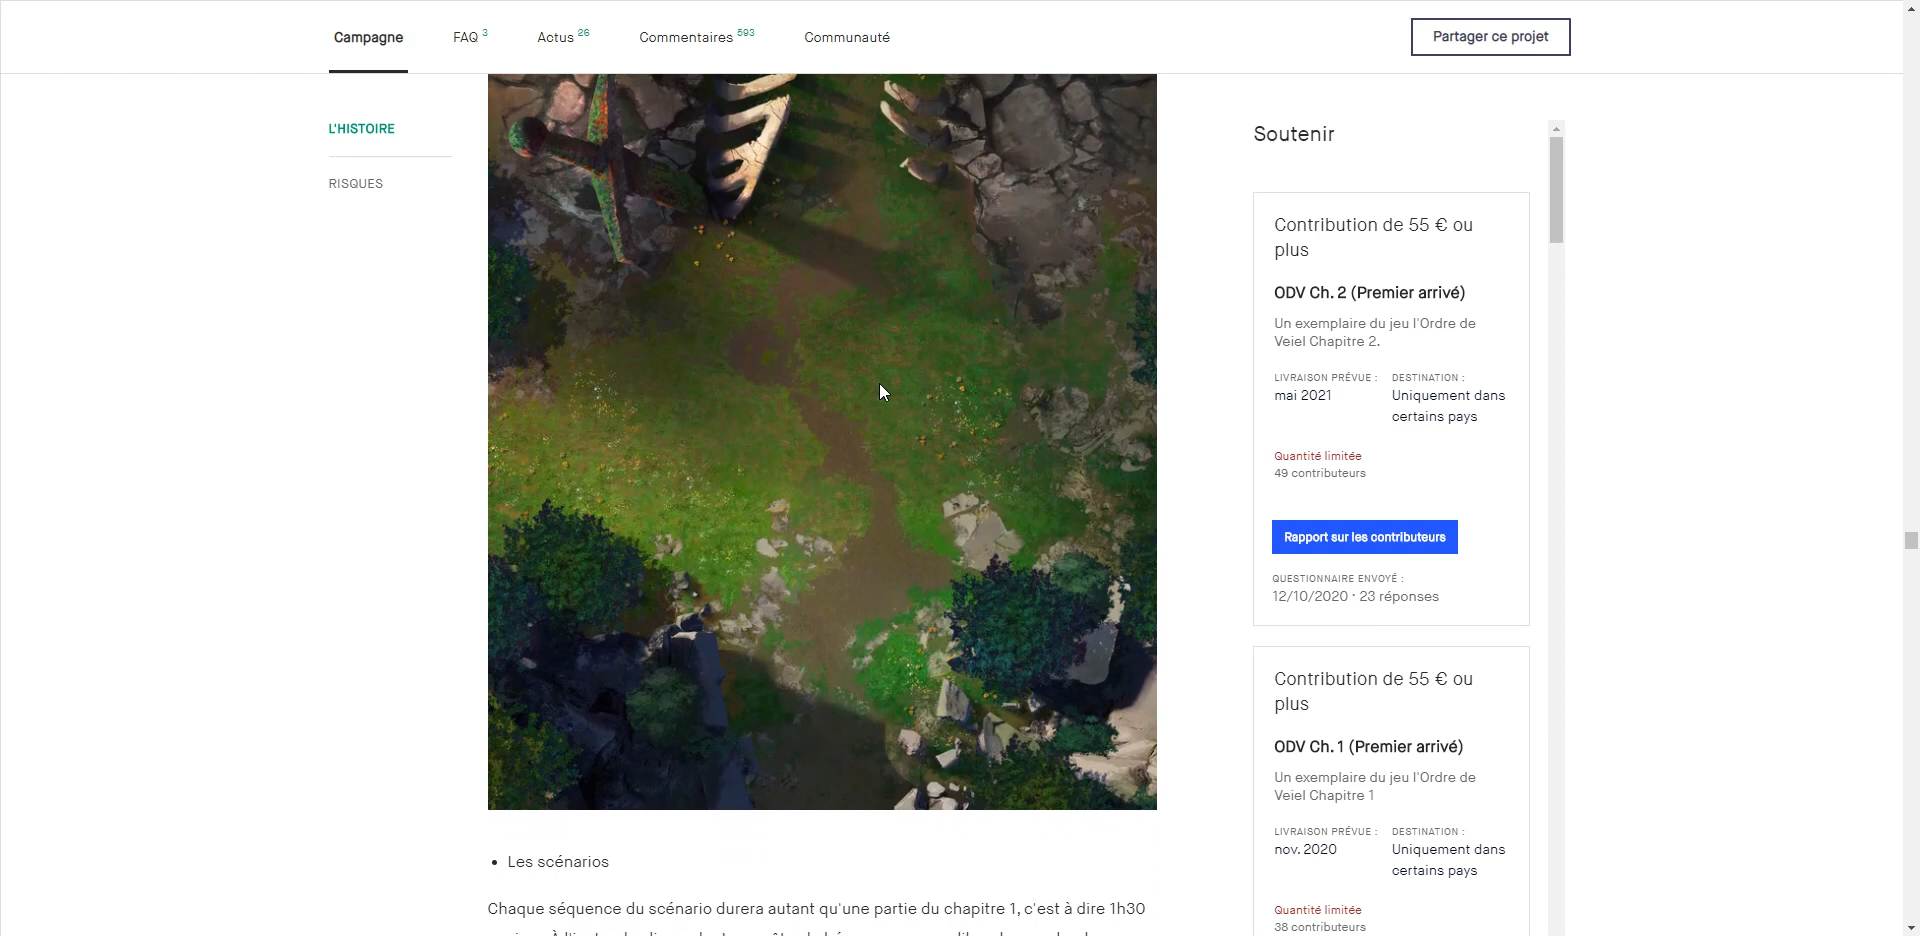 Campagne
FAQ 3
Actus 26
Commentaires 593
Communauté
Partager ce projet
L'HISTOIRE
RISQUES
Les scénarios
Chaque séquence du scénario durera autant qu'une partie du chapitre 1, c'est à dire 1h30
Soutenir
Contribution de 55 € ou
plus
ODV Ch. 2 (Premier arrivé)
Un exemplaire du jeu l'Ordre de
Veiel Chapitre 2.
LIVRAISON PRÉVUE : DESTINATION :
mai 2021 Uniquement dans
certains pays
Quantité limitée
49 contributeurs
Rapport sur les contributeurs
QUESTIONNAIRE ENVOYÉ :
12/10/2020 · 23 réponses
Contribution de 55 € ou
plus
ODV Ch. 1 (Premier arrivé)
Un exemplaire du jeu l'Ordre de
Veiel Chapitre 1
LIVRAISON PRÉVUE : DESTINATION :
nov. 2020 Uniquement dans
certains pays
Quantité limitée
38 contributeurs